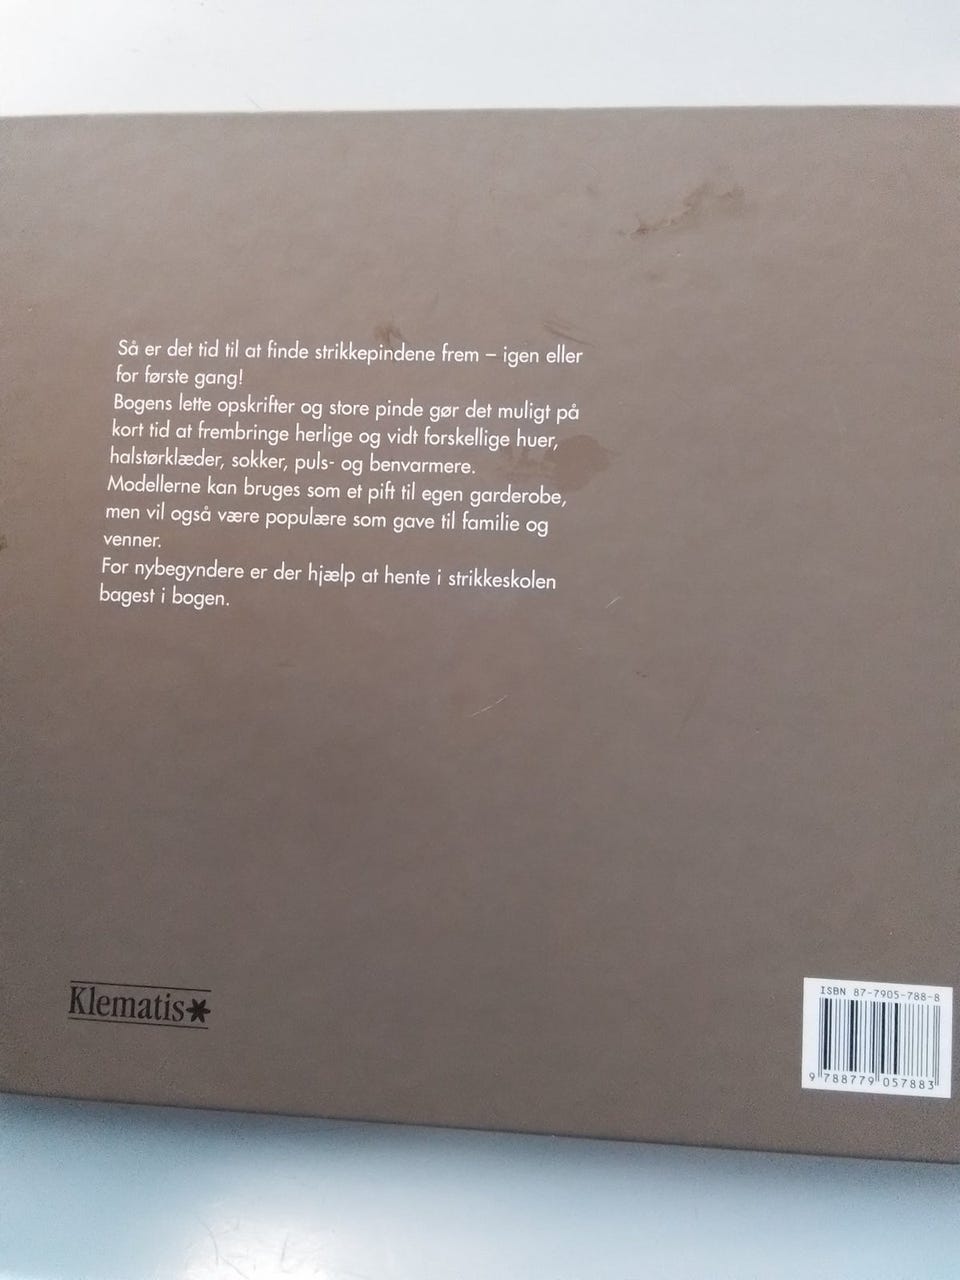 Så er det tid til at finde strikkepindene frem – igen eller
for første gang!
Bogens lette opskrifter og store pinde gør det muligt på
kort tid at frembringe herlige og vidt forskellige huer,
halstørklæder, sokker, puls- og benvarmere.
Modellerne kan bruges som et pift til egen garderobe,
men vil også være populære som gave til familie og
venner.
For nybegyndere er der hjælp at hente i strikkeskolen
bagest i bogen.
Klematis
ISBN 87-7905-788-8
9 788779 057883